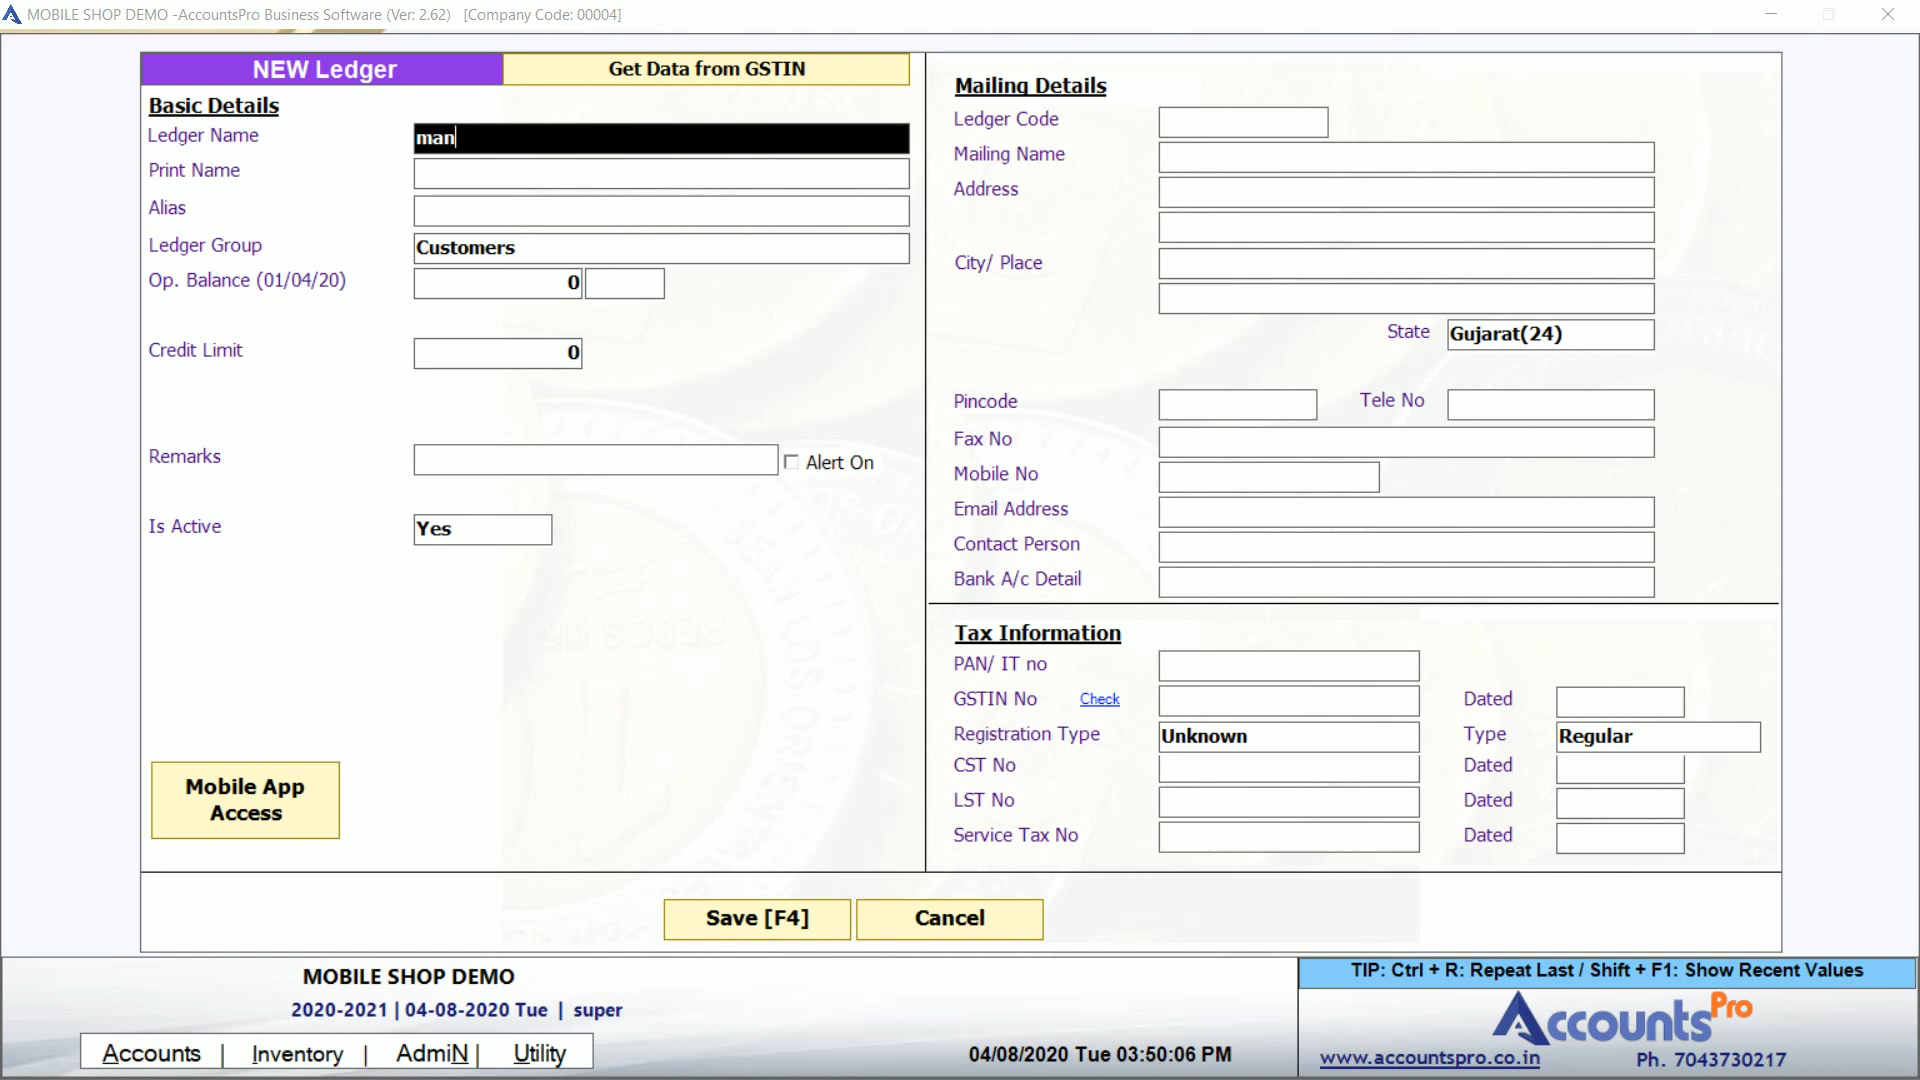 MOBILE SHOP DEMO -AccountsPro Business Software (Ver: 2.62) [Company Code: 00004]
NEW Ledger
Get Data from GSTIN
Basic Details
Ledger Name man
Print Name
Alias
Ledger Group Customers
Op. Balance (01/04/20) 0
Credit Limit 0
Remarks Alert On
Is Active Yes
Mobile App
Access
Mailing Details
Ledger Code
Mailing Name
Address
City/ Place
State Gujarat(24)
Pincode Tele No
Fax No
Mobile No
Email Address
Contact Person
Bank A/c Detail
Tax Information
PAN/ IT no
GSTIN No Check Dated
Registration Type Unknown Type Regular
CST No Dated
LST No Dated
Service Tax No Dated
Save [F4] Cancel
MOBILE SHOP DEMO
2020-2021 | 04-08-2020 Tue | super
Accounts | Inventory | AdmiN | Utility
04/08/2020 Tue 03:50:06 PM
TIP: Ctrl + R: Repeat Last / Shift + F1: Show Recent Values
AccountsPro
www.accountspro.co.in Ph. 7043730217